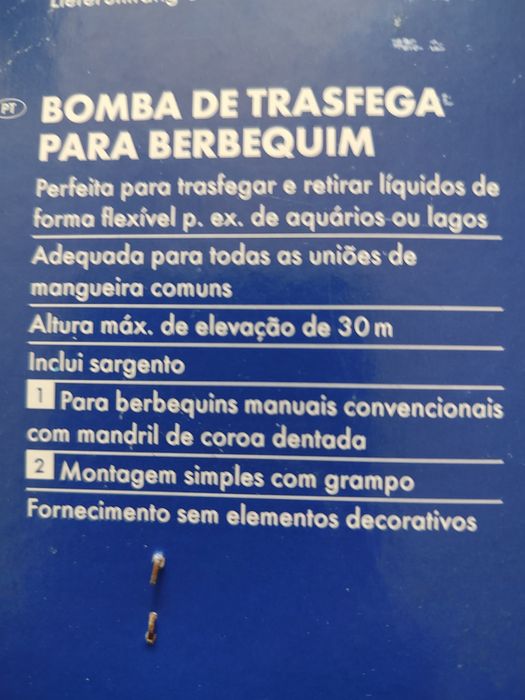 PT
BOMBA DE TRASFEGA
PARA BERBEQUIM
Perfeita para trasfegar e retirar líquidos de
forma flexível p. ex. de aquários ou lagos
Adequada para todas as uniões de
mangueira comuns
Altura máx. de elevação de 30 m
Inclui sargento
1 Para berbequins manuais convencionais
com mandril de coroa dentada
2 Montagem simples com grampo
Fornecimento sem elementos decorativos